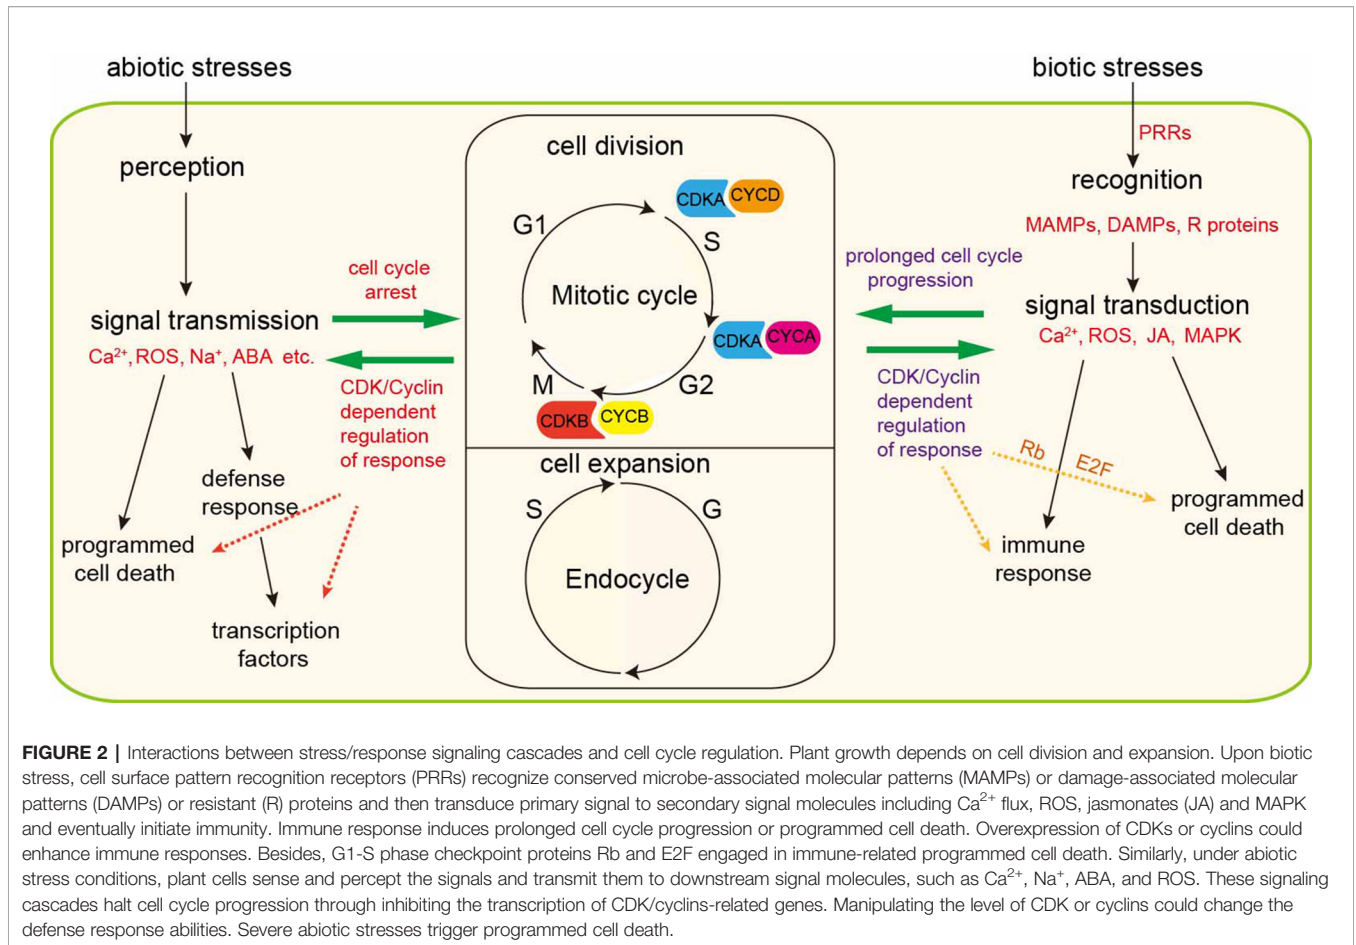 abiotic stresses
biotic stresses
perception
signal transmission
Ca²⁺, ROS, Na⁺, ABA etc.
defense
response
programmed
cell death
transcription
factors
cell cycle
arrest
CDK/Cyclin
dependent
regulation
of response
cell division
CDKA CYCD
G1
S
Mitotic cycle
CDKA CYCA
M
G2
CDKB CYCB
cell expansion
S
G
Endocycle
PRRs
recognition
MAMPs, DAMPs, R proteins
prolonged cell cycle
progression
signal transduction
Ca²⁺, ROS, JA, MAPK
CDK/Cyclin
dependent
regulation
of response
Rb E2F
programmed
cell death
immune
response
FIGURE 2 | Interactions between stress/response signaling cascades and cell cycle regulation. Plant growth depends on cell division and expansion. Upon biotic
stress, cell surface pattern recognition receptors (PRRs) recognize conserved microbe-associated molecular patterns (MAMPs) or damage-associated molecular
patterns (DAMPs) or resistant (R) proteins and then transduce primary signal to secondary signal molecules including Ca²⁺ flux, ROS, jasmonates (JA) and MAPK
and eventually initiate immunity. Immune response induces prolonged cell cycle progression or programmed cell death. Overexpression of CDKs or cyclins could
enhance immune responses. Besides, G1-S phase checkpoint proteins Rb and E2F engaged in immune-related programmed cell death. Similarly, under abiotic
stress conditions, plant cells sense and percept the signals and transmit them to downstream signal molecules, such as Ca²⁺, Na⁺, ABA, and ROS. These signaling
cascades halt cell cycle progression through inhibiting the transcription of CDK/cyclins-related genes. Manipulating the level of CDK or cyclins could change the
defense response abilities. Severe abiotic stresses trigger programmed cell death.